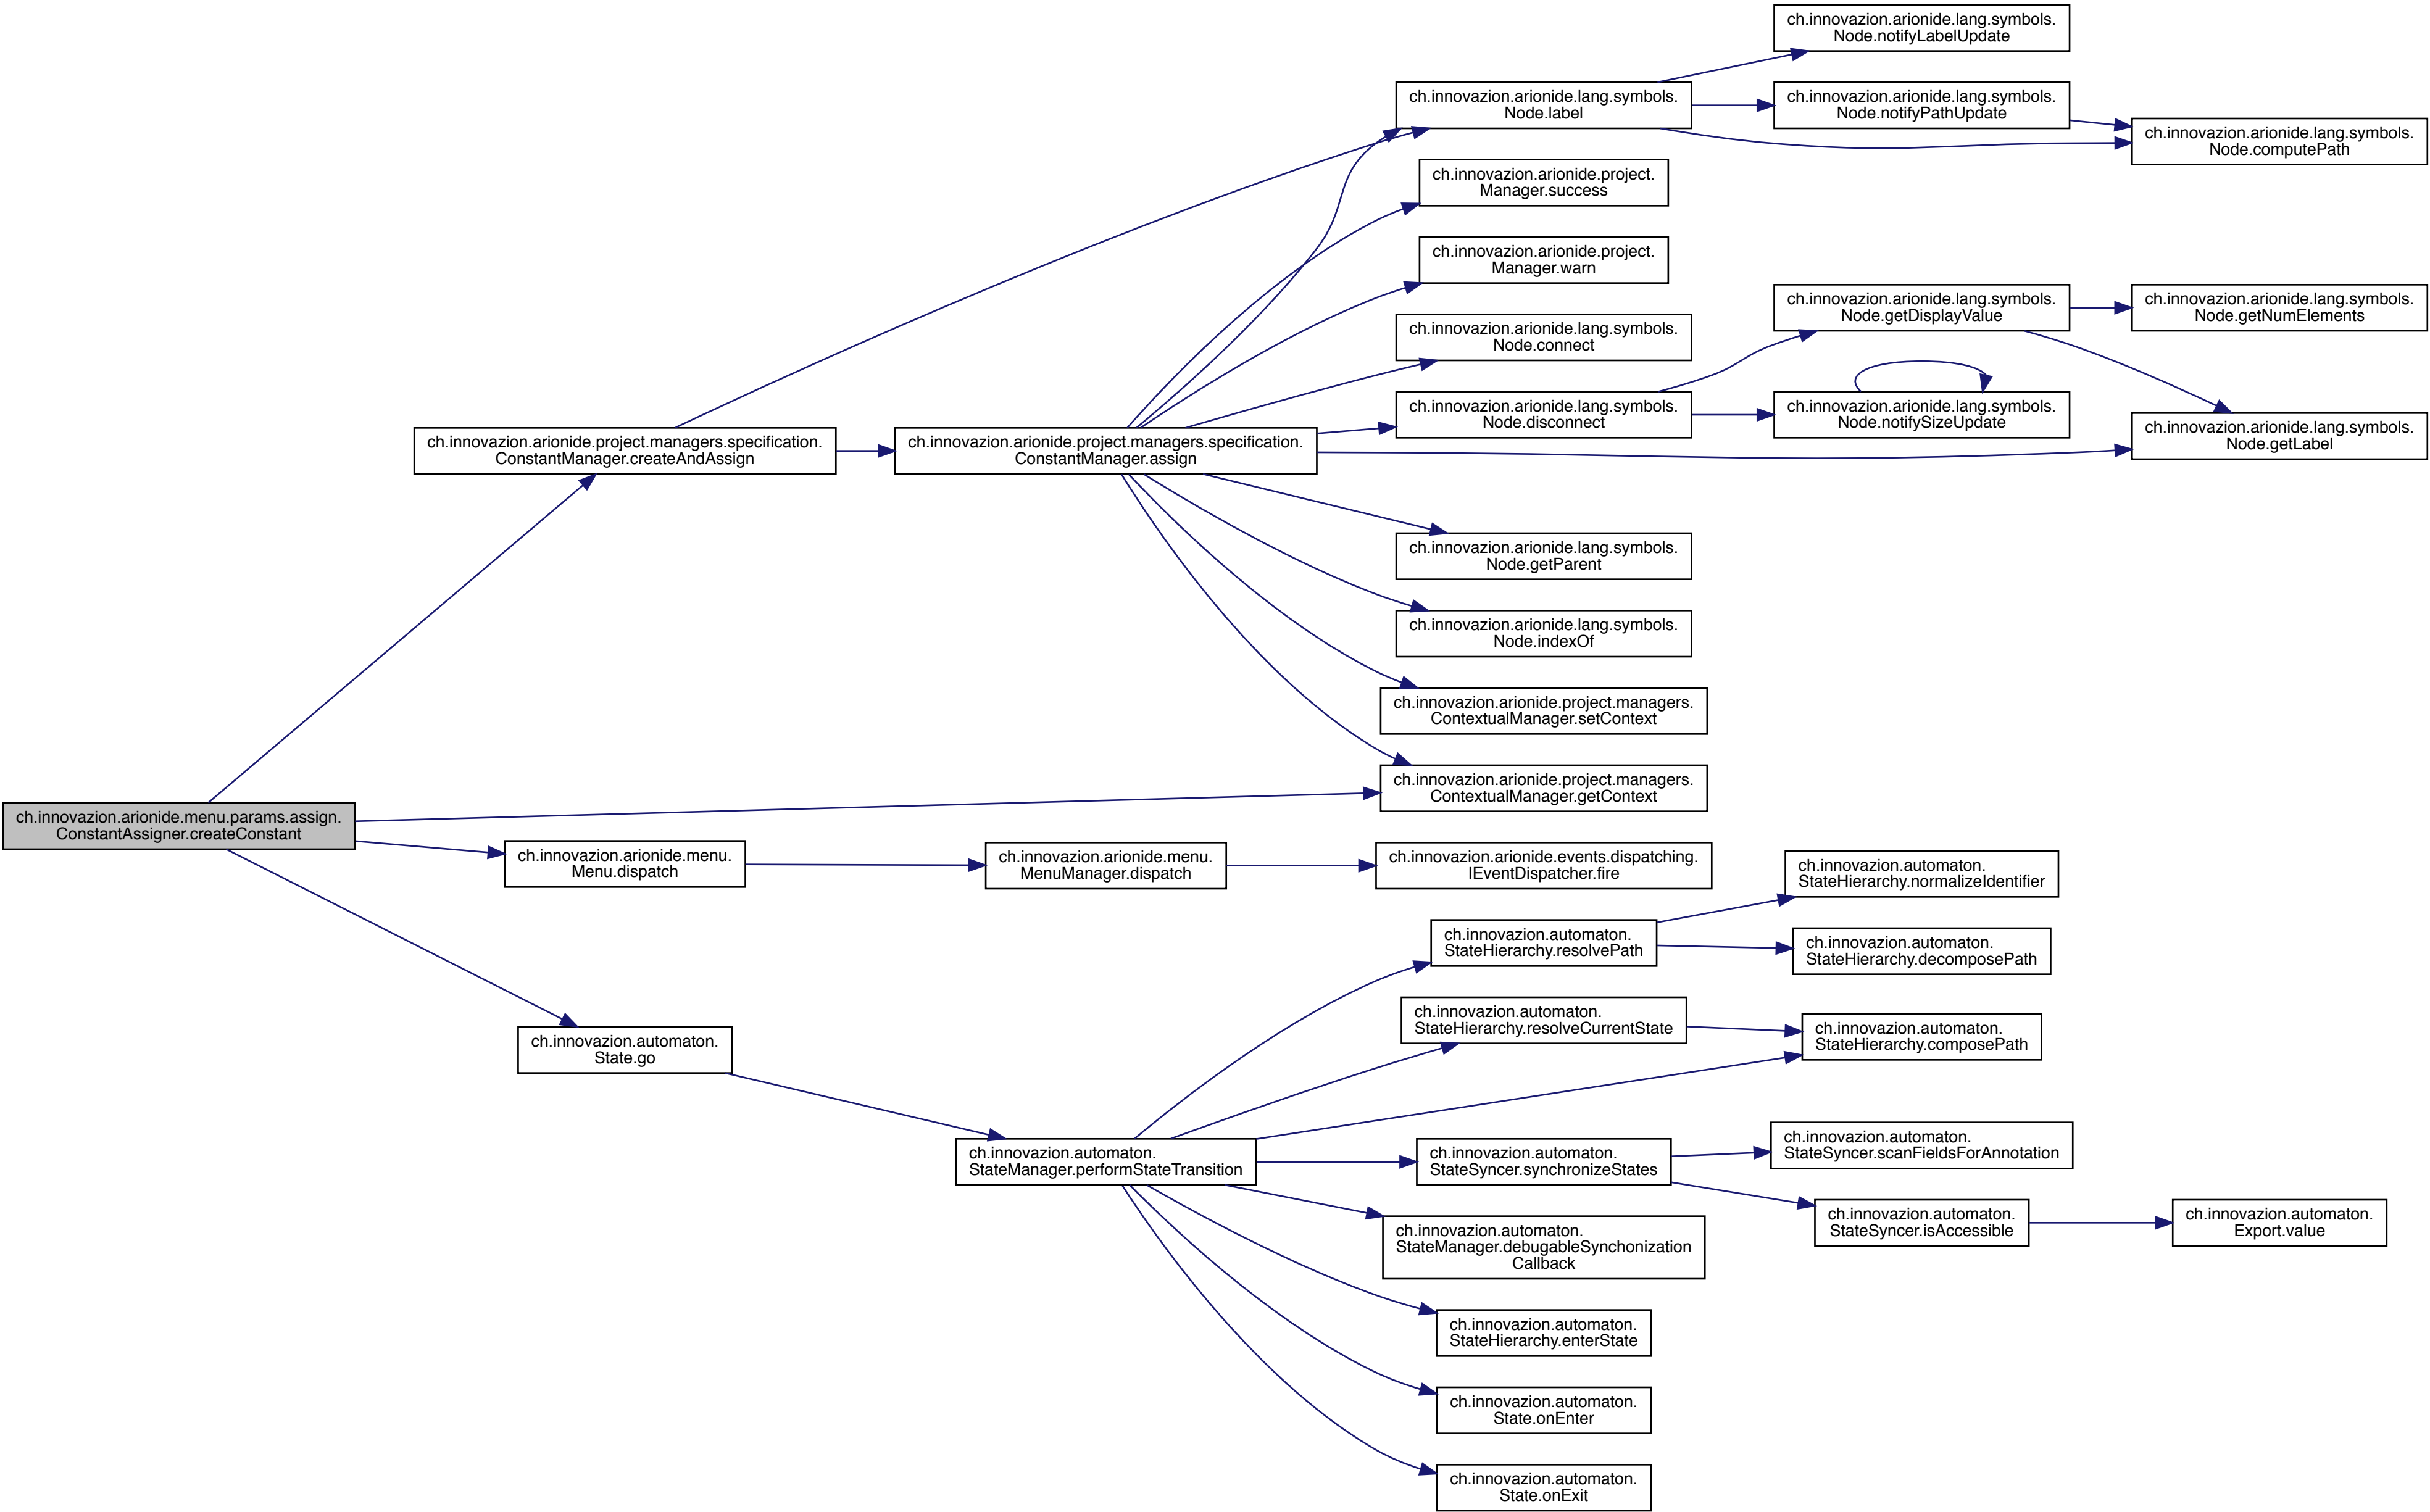 ch.innovazion.arionide.menu.params.assign.
ConstantAssigner.createConstant
ch.innovazion.arionide.project.managers.specification.
ConstantManager.createAndAssign
ch.innovazion.arionide.menu.
Menu.dispatch
ch.innovazion.automaton.
State.go
ch.innovazion.arionide.project.managers.specification.
ConstantManager.assign
ch.innovazion.arionide.menu.
MenuManager.dispatch
ch.innovazion.automaton.
StateManager.performStateTransition
ch.innovazion.arionide.lang.symbols.
Node.label
ch.innovazion.arionide.project.
Manager.success
ch.innovazion.arionide.project.
Manager.warn
ch.innovazion.arionide.lang.symbols.
Node.connect
ch.innovazion.arionide.lang.symbols.
Node.disconnect
ch.innovazion.arionide.lang.symbols.
Node.getParent
ch.innovazion.arionide.lang.symbols.
Node.indexOf
ch.innovazion.arionide.project.managers.
ContextualManager.setContext
ch.innovazion.arionide.project.managers.
ContextualManager.getContext
ch.innovazion.arionide.events.dispatching.
IEventDispatcher.fire
ch.innovazion.automaton.
StateHierarchy.resolvePath
ch.innovazion.automaton.
StateHierarchy.resolveCurrentState
ch.innovazion.automaton.
StateSyncer.synchronizeStates
ch.innovazion.automaton.
StateManager.debugableSynchonization
Callback
ch.innovazion.automaton.
StateHierarchy.enterState
ch.innovazion.automaton.
State.onEnter
ch.innovazion.automaton.
State.onExit
ch.innovazion.arionide.lang.symbols.
Node.notifyLabelUpdate
ch.innovazion.arionide.lang.symbols.
Node.notifyPathUpdate
ch.innovazion.arionide.lang.symbols.
Node.getDisplayValue
ch.innovazion.arionide.lang.symbols.
Node.notifySizeUpdate
ch.innovazion.automaton.
StateHierarchy.normalizeIdentifier
ch.innovazion.automaton.
StateHierarchy.decomposePath
ch.innovazion.automaton.
StateHierarchy.composePath
ch.innovazion.automaton.
StateSyncer.scanFieldsForAnnotation
ch.innovazion.automaton.
StateSyncer.isAccessible
ch.innovazion.arionide.lang.symbols.
Node.computePath
ch.innovazion.arionide.lang.symbols.
Node.getNumElements
ch.innovazion.arionide.lang.symbols.
Node.getLabel
ch.innovazion.automaton.
Export.value